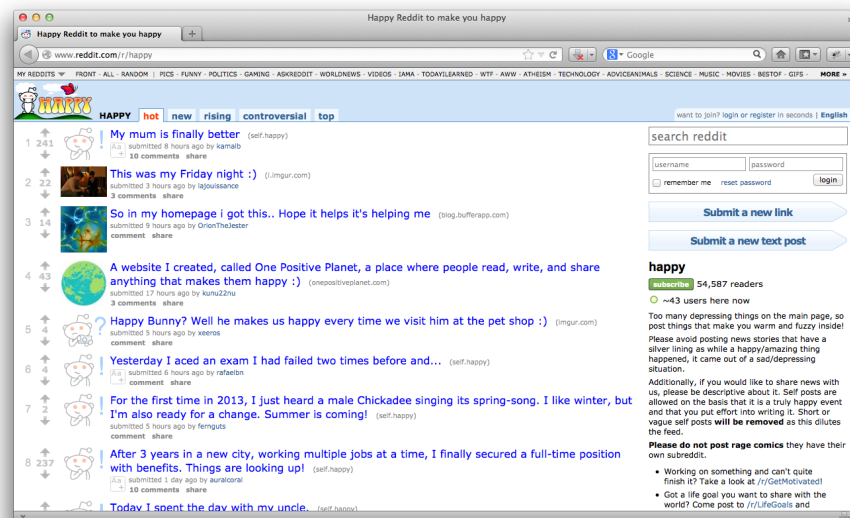 Happy Reddit to make you happy
Happy Reddit to make you happy
www.reddit.com/r/happy
Google
MY REDDITS FRONT - ALL - RANDOM | PICS - FUNNY - POLITICS - GAMING - ASKREDDIT - WORLDNEWS - VIDEOS - IAMA - TODAYILEARNED - WTF - AWW - ATHEISM - TECHNOLOGY - ADVICEANIMALS - SCIENCE - MUSIC - MOVIES - BESTOF - GIFS - MORE »
HAPPY HAPPY hot new rising controversial top
want to join? login or register in seconds | English
1 241 My mum is finally better (self.happy)
Aa+ submitted 8 hours ago by kamalb
10 comments share
2 22 This was my Friday night :) (i.imgur.com)
submitted 3 hours ago by lajouissance
3 comments share
3 14 So in my homepage i got this.. Hope it helps it's helping me (blog.bufferapp.com)
submitted 9 hours ago by OrionTheJester
comment share
4 43 A website I created, called One Positive Planet, a place where people read, write, and share
anything that makes them happy :) (onepositiveplanet.com)
submitted 17 hours ago by kunu22nu
3 comments share
5 4 Happy Bunny? Well he makes us happy every time we visit him at the pet shop :) (imgur.com)
submitted 5 hours ago by xeeros
comment share
6 4 Yesterday I aced an exam I had failed two times before and... (self.happy)
Aa+ submitted 6 hours ago by rafaelbn
comment share
7 2 For the first time in 2013, I just heard a male Chickadee singing its spring-song. I like winter, but
I'm also ready for a change. Summer is coming! (self.happy)
submitted 5 hours ago by fernguts
comment share
8 237 After 3 years in a new city, working multiple jobs at a time, I finally secured a full-time position
with benefits. Things are looking up! (self.happy)
Aa+ submitted 1 day ago by auralcoral
10 comments share
Today I spent the day with my uncle. (self.happy)
search reddit
username password
remember me reset password login
Submit a new link
Submit a new text post
happy
subscribe 54,587 readers
~43 users here now
Too many depressing things on the main page, so
post things that make you warm and fuzzy inside!
Please avoid posting news stories that have a
silver lining as while a happy/amazing thing
happened, it came out of a sad/depressing
situation.
Additionally, if you would like to share news with
us, please be descriptive about it. Self posts are
allowed on the basis that it is a truly happy event
and that you put effort into writing it. Short or
vague self posts will be removed as this dilutes
the feed.
Please do not post rage comics they have their
own subreddit.
• Working on something and can't quite
finish it? Take a look at /r/GetMotivated!
• Got a life goal you want to share with the
world? Come post to /r/LifeGoals and